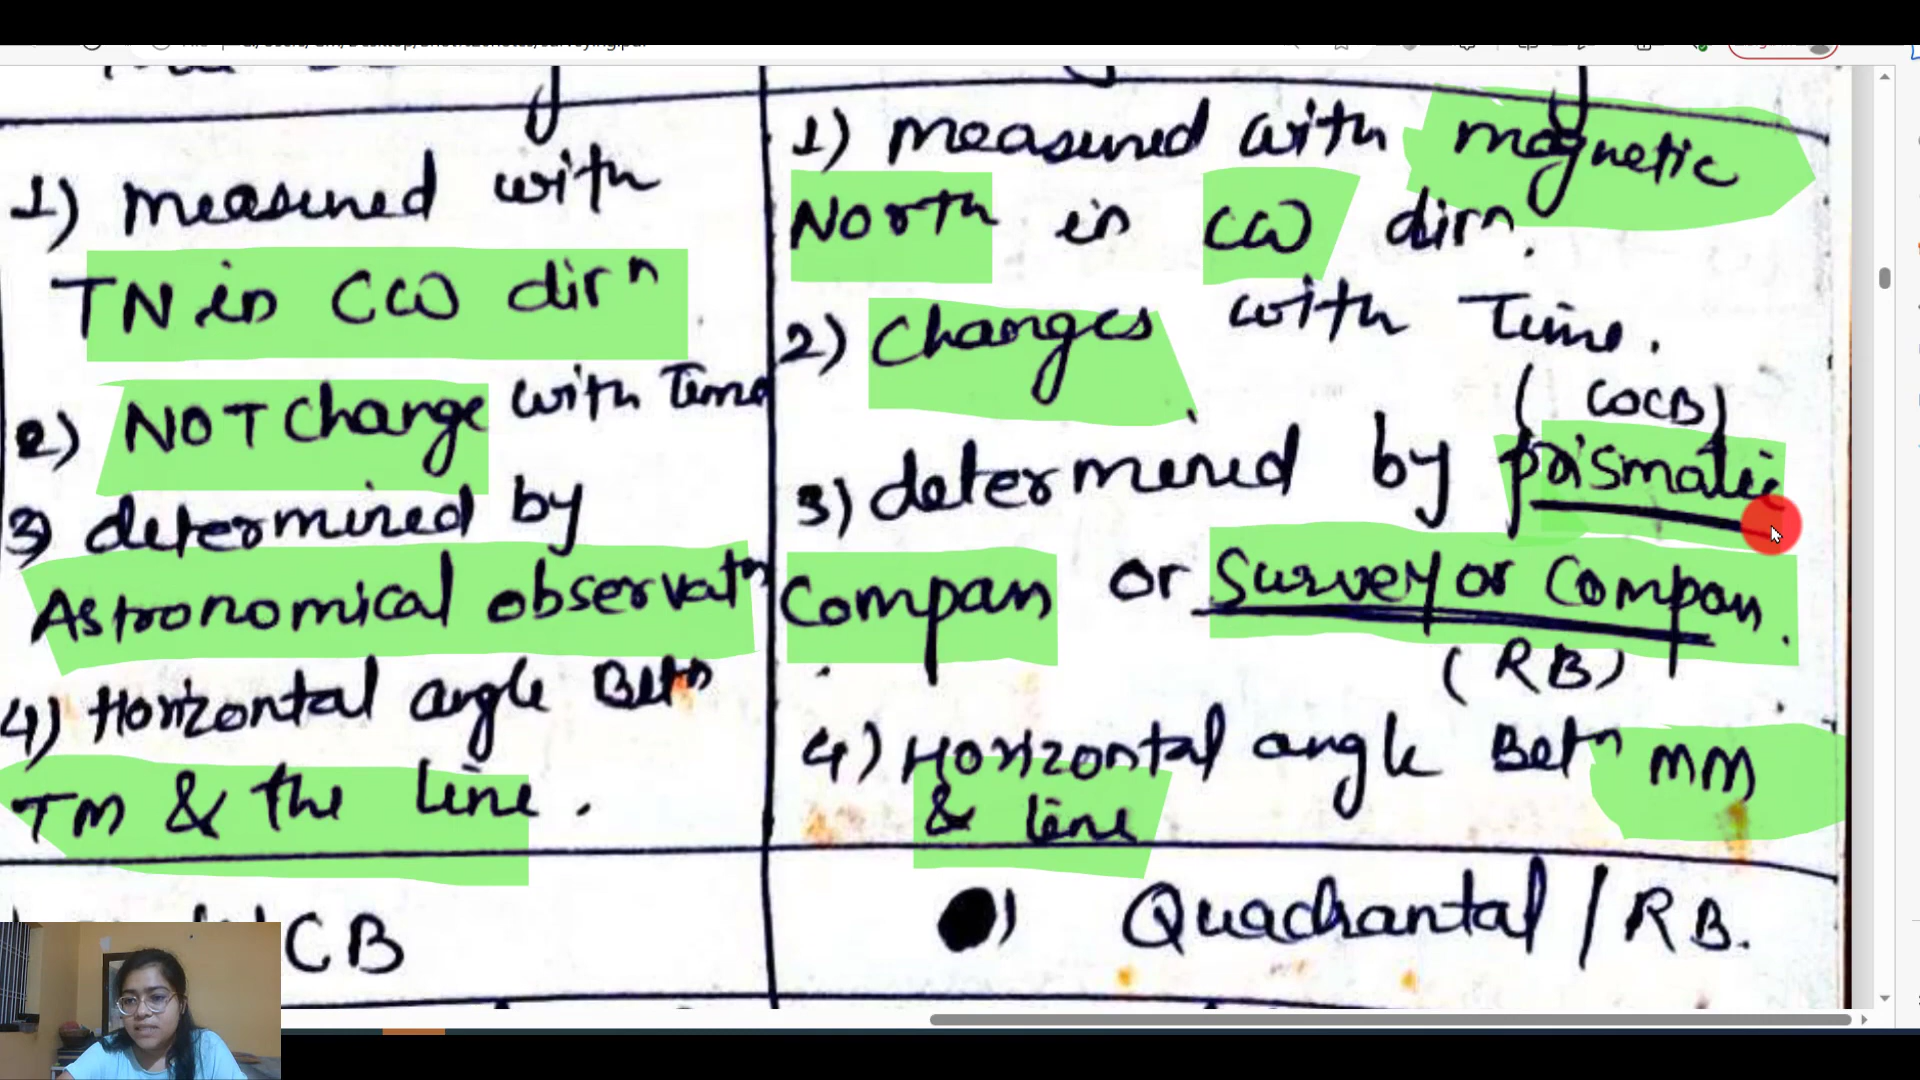 1) measured with
TN in CW dirn
2) NOT change with Time
3) determined by
Astronomical observatn
4) Horizontal angle Betn
TM & the line.
CB
1) measured with magnetic
North in CW dirn.
2) Changes with Time.
(WCB)
3) determined by prismatic
Compass or Surveyor Compass.
(RB)
4) Horizontal angle Betn MM
& line
Quadrantal / RB.